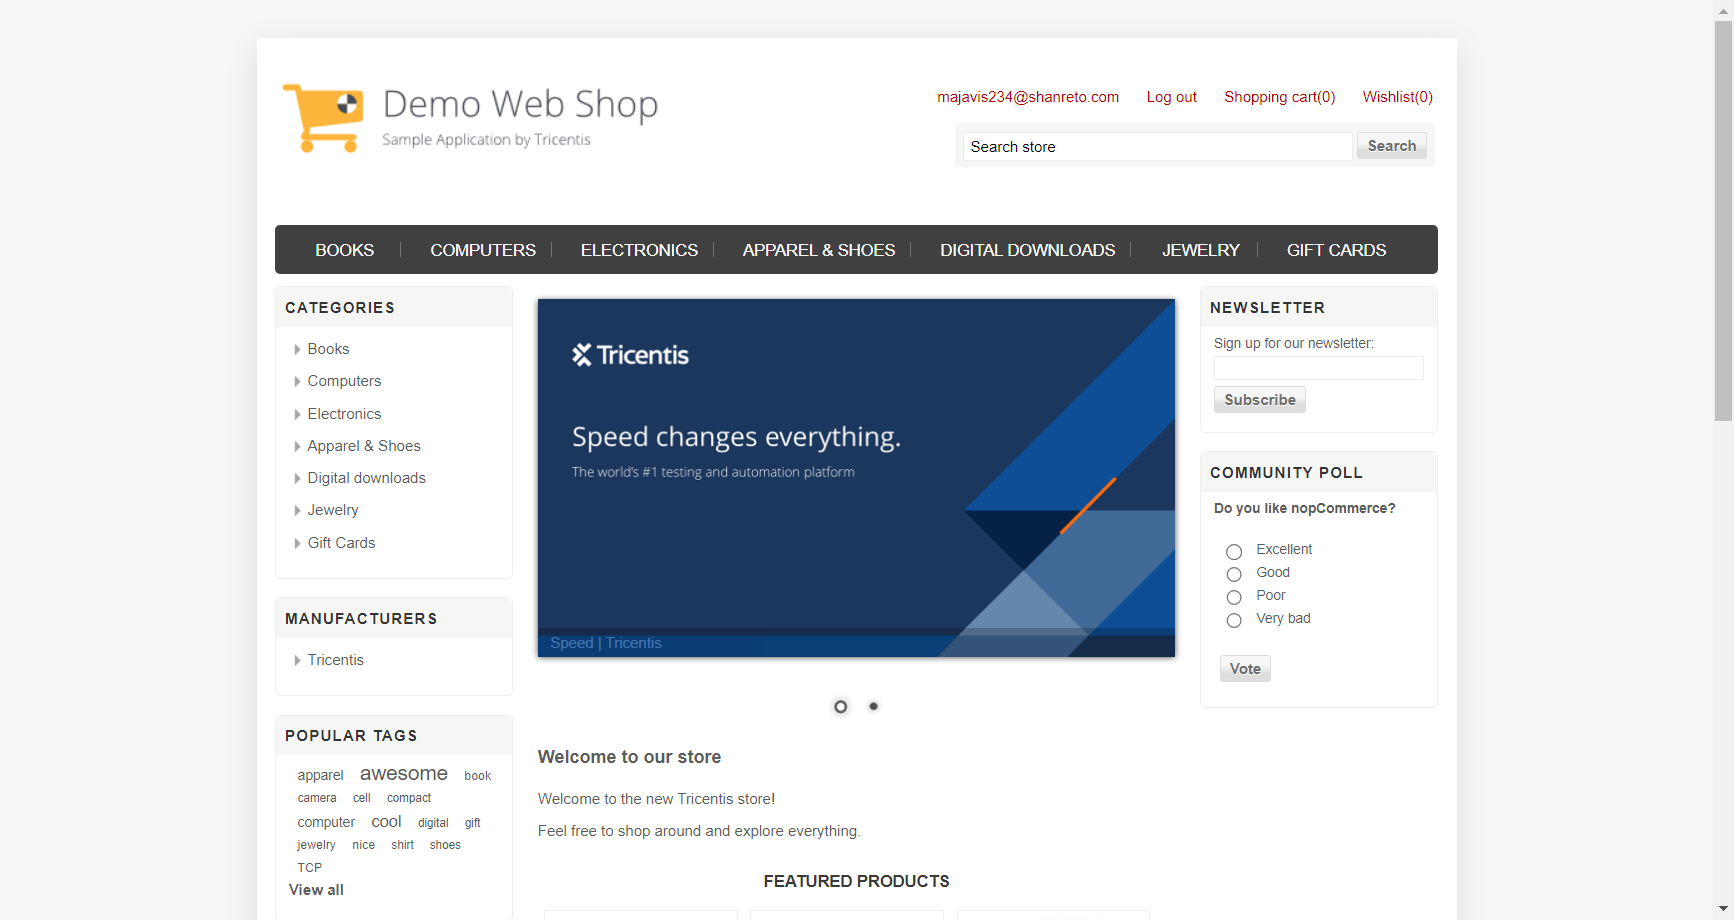 Demo Web Shop
Sample Application by Tricentis
majavis234@shanreto.com Log out Shopping cart(0) Wishlist(0)
Search store Search
BOOKS COMPUTERS ELECTRONICS APPAREL & SHOES DIGITAL DOWNLOADS JEWELRY GIFT CARDS
CATEGORIES
Books
Computers
Electronics
Apparel & Shoes
Digital downloads
Jewelry
Gift Cards
MANUFACTURERS
Tricentis
POPULAR TAGS
apparel awesome book
camera cell compact
computer cool digital gift
jewelry nice shirt shoes
TCP
View all
Tricentis
Speed changes everything.
The world's #1 testing and automation platform
Speed | Tricentis
Welcome to our store
Welcome to the new Tricentis store!
Feel free to shop around and explore everything.
FEATURED PRODUCTS
NEWSLETTER
Sign up for our newsletter:
Subscribe
COMMUNITY POLL
Do you like nopCommerce?
Excellent
Good
Poor
Very bad
Vote